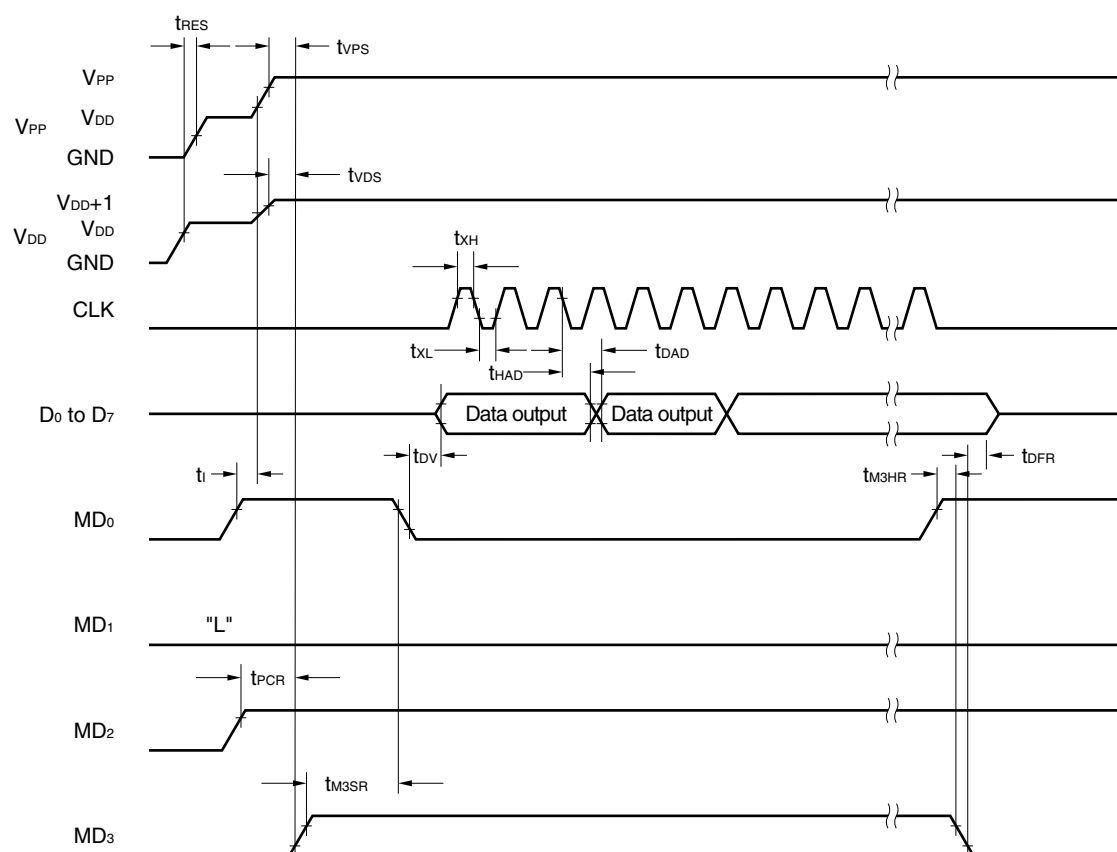 tRES
tVPS
VPP
VPP
VDD
GND
tVDS
VDD+1
VDD
VDD
GND
tXH
CLK
tXL
tHAD
tDAD
D0 to D7
Data output
Data output
tDV
tI
tM3HR
tDFR
MD0
MD1
"L"
tPCR
MD2
tM3SR
MD3